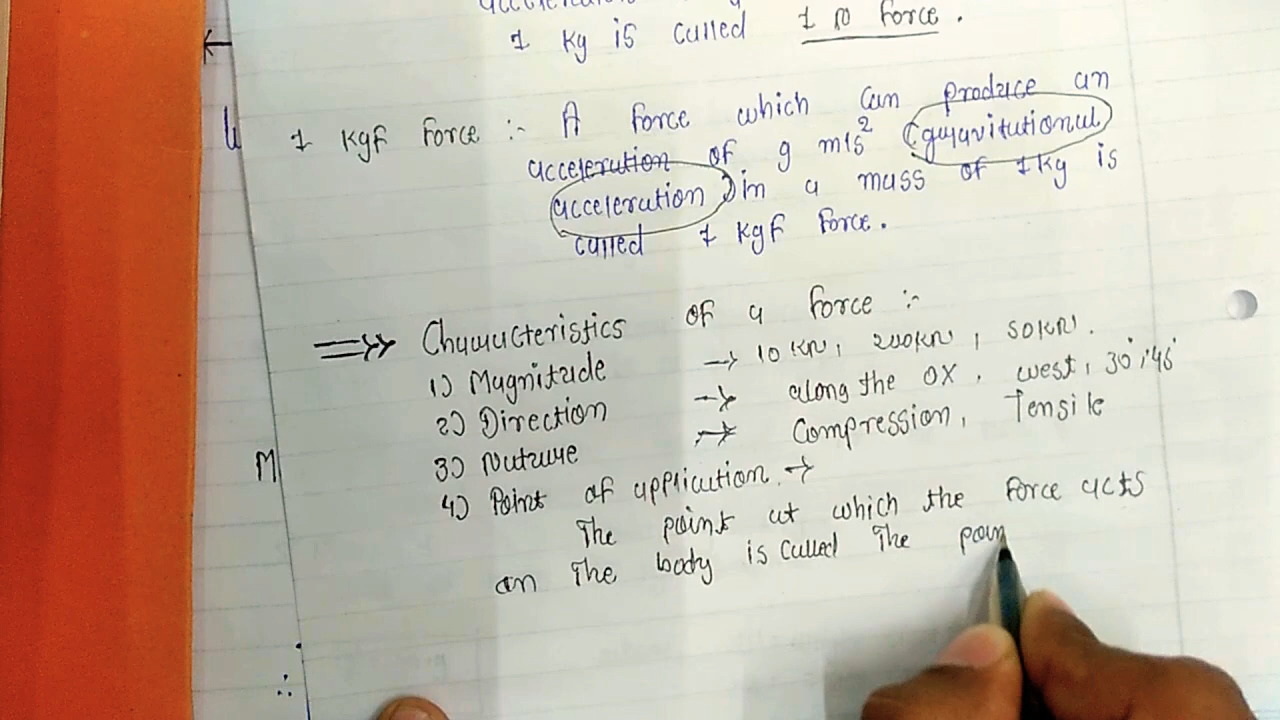 1 Kg is called 1 N Force.
1 Kgf Force :- A force which can produce an
acceleration of g m/s² (gravitational
acceleration) in a mass of 1 Kg is
called 1 Kgf Force.
⇒ Characteristics of a Force :-
1) Magnitude → 10 KN, 200KN, 50KN.
2) Direction → along the OX, west, 30°, 45°
3) Nature → Compression, Tensile
4) Point of application. →
The point at which the Force acts
on The body is called The poin